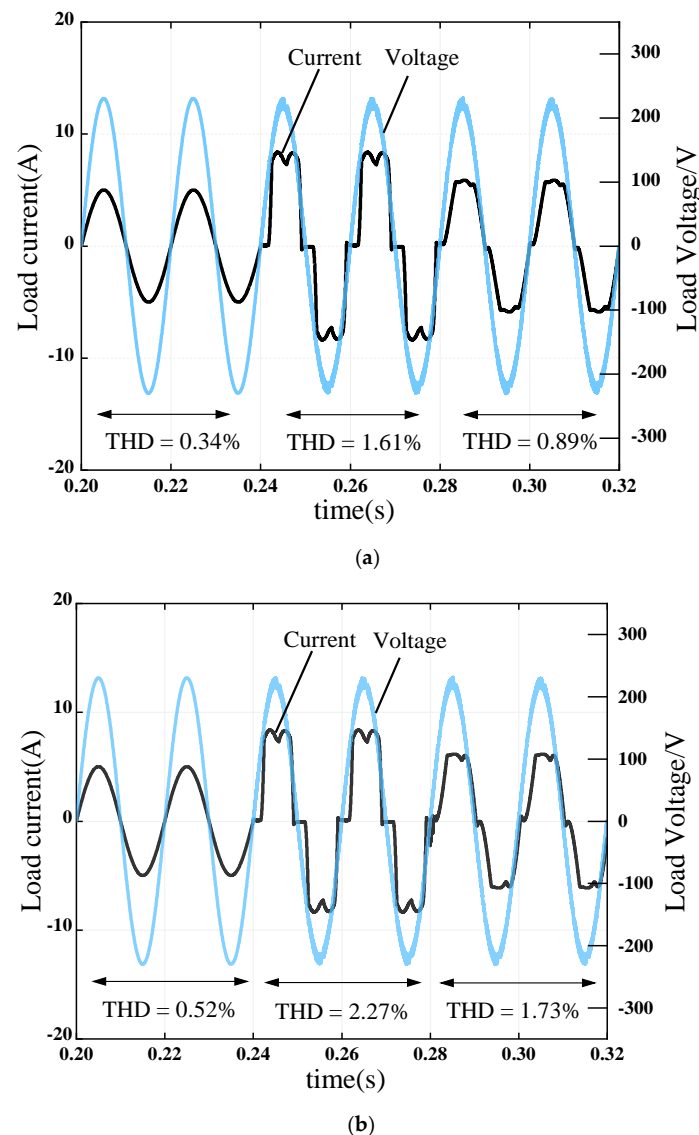 20
300
Current
Voltage
200
10
100
0
0
-100
-10
-200
THD = 0.34%
THD = 1.61%
THD = 0.89%
-300
-20
0.20
0.22
0.24
0.26
0.28
0.30
0.32
Load current(A)
Load Voltage/V
time(s)
(a)
20
300
Current
Voltage
200
10
100
0
0
-100
-10
-200
THD = 0.52%
THD = 2.27%
THD = 1.73%
-300
-20
0.20
0.22
0.24
0.26
0.28
0.30
0.32
Load current(A)
Load Voltage/V
time(s)
(b)